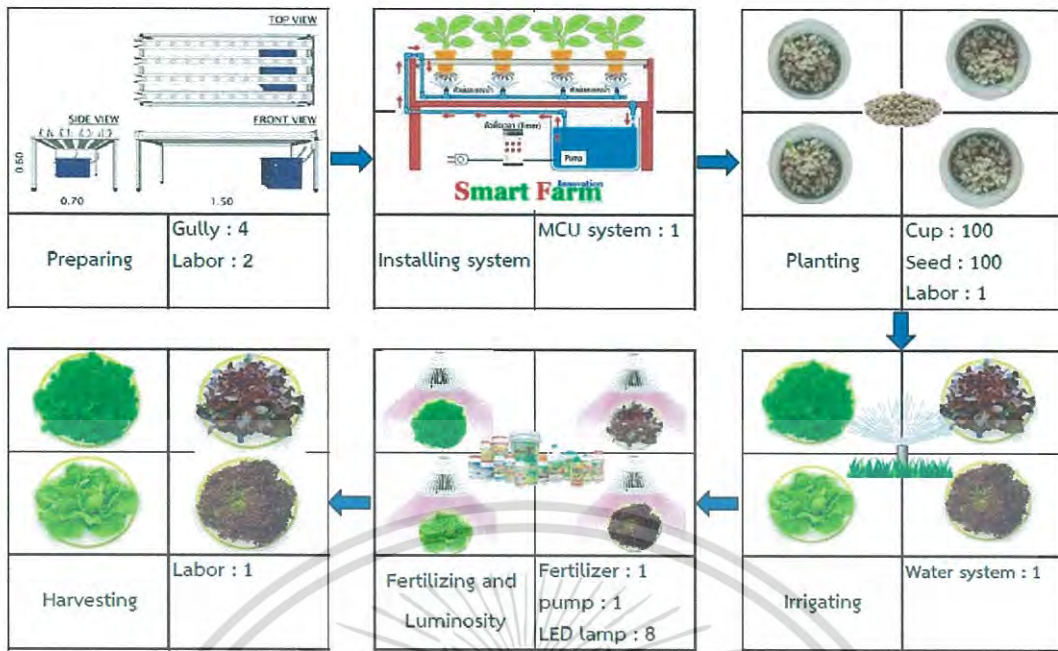 TOP VIEW
SIDE VIEW
FRONT VIEW
0.60
0.70
1.50
Preparing
Gully : 4
Labor : 2
Pump
Innovation
Smart Farm
Installing system
MCU system : 1
Planting
Cup : 100
Seed : 100
Labor : 1
Harvesting
Labor : 1
Fertilizing and
Luminosity
Fertilizer : 1
pump : 1
LED lamp : 8
Irrigating
Water system : 1